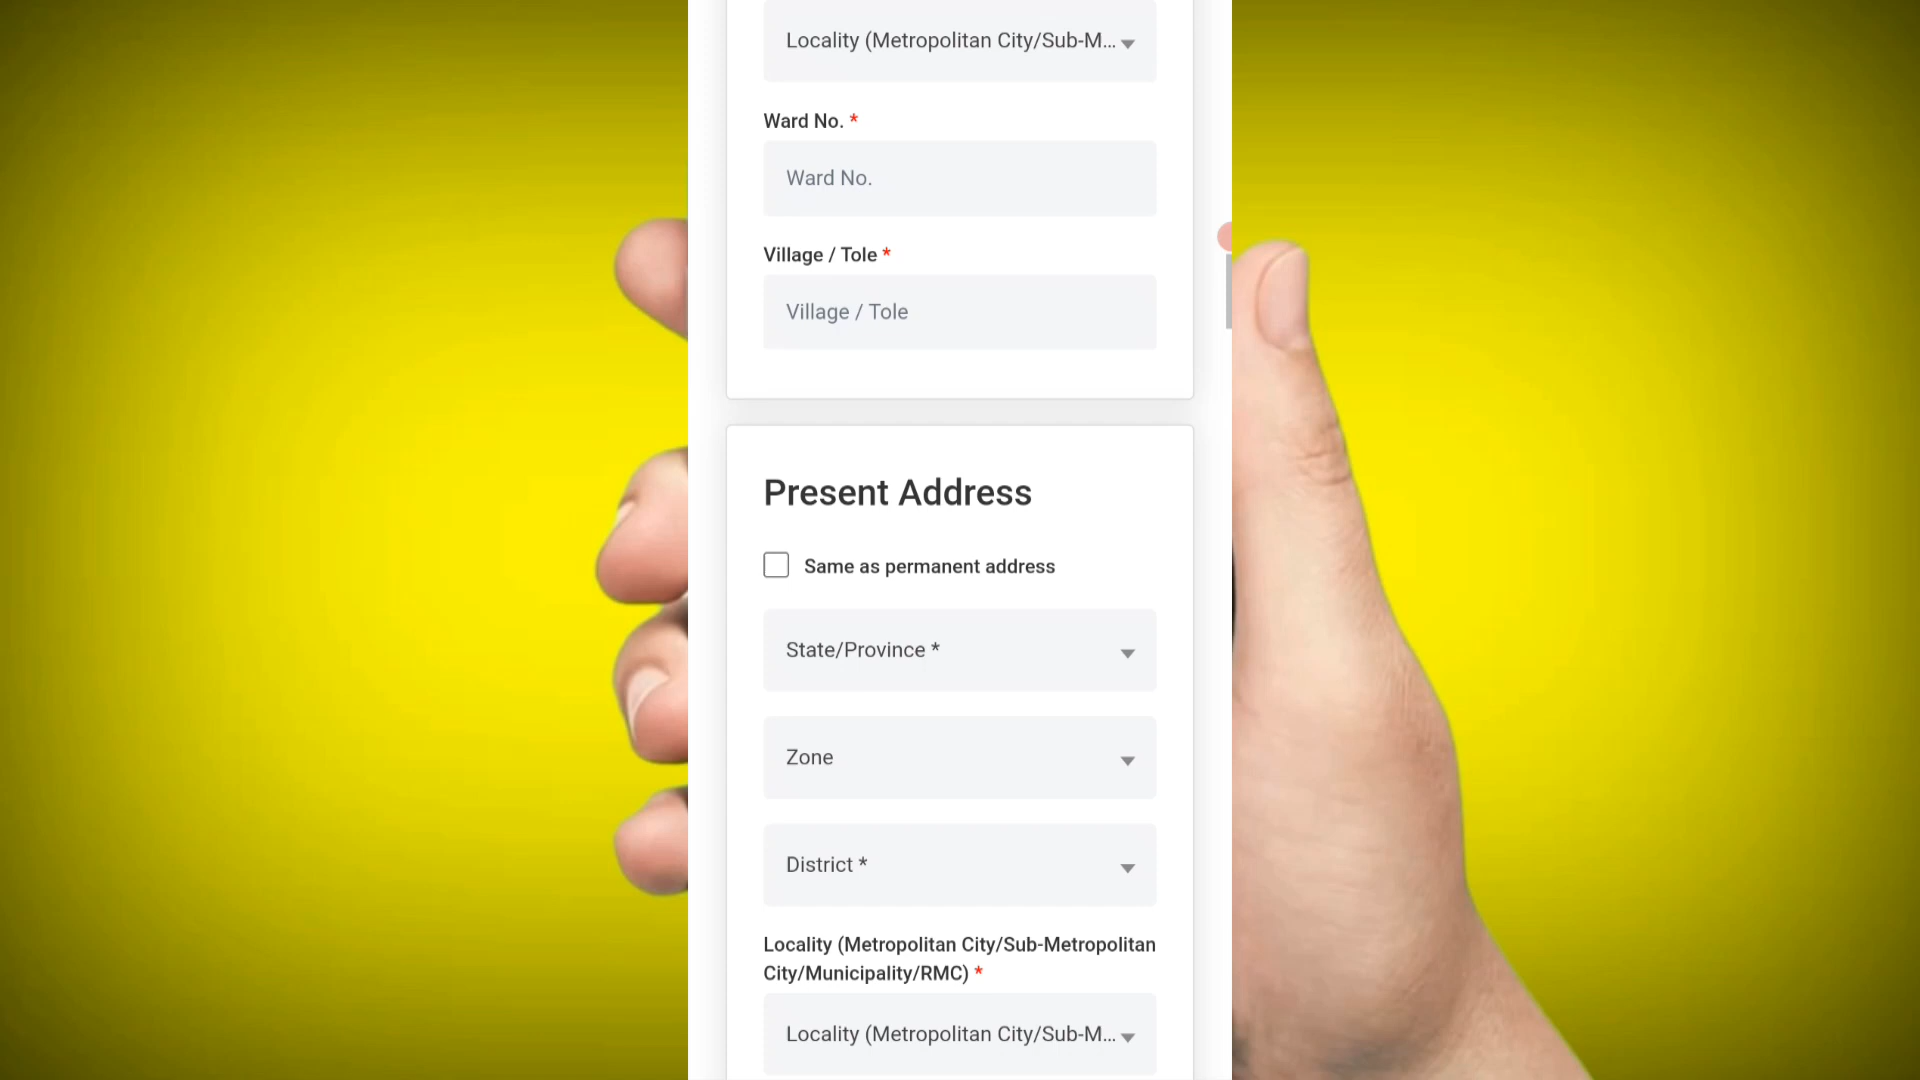 Locality (Metropolitan City/Sub-M...
Ward No. *
Ward No.
Village / Tole *
Village / Tole
Present Address
Same as permanent address
State/Province *
Zone
District *
Locality (Metropolitan City/Sub-Metropolitan
City/Municipality/RMC) *
Locality (Metropolitan City/Sub-M...